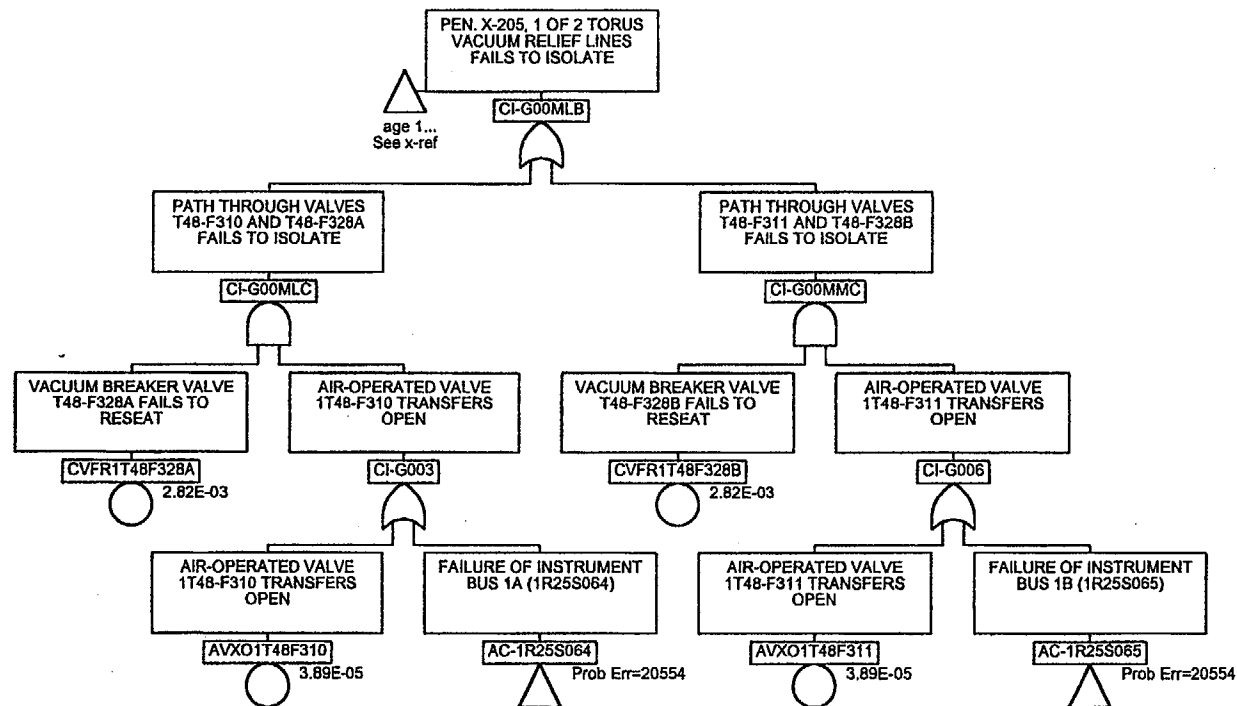 PEN. X-205, 1 OF 2 TORUS
VACUUM RELIEF LINES
FAILS TO ISOLATE
CI-G00MLB
age 1...
See x-ref
PATH THROUGH VALVES
T48-F310 AND T48-F328A
FAILS TO ISOLATE
CI-G00MLC
PATH THROUGH VALVES
T48-F311 AND T48-F328B
FAILS TO ISOLATE
CI-G00MMC
VACUUM BREAKER VALVE
T48-F328A FAILS TO
RESEAT
CVFR1T48F328A
2.82E-03
AIR-OPERATED VALVE
1T48-F310 TRANSFERS
OPEN
CI-G003
VACUUM BREAKER VALVE
T48-F328B FAILS TO
RESEAT
CVFR1T48F328B
2.82E-03
AIR-OPERATED VALVE
1T48-F311 TRANSFERS
OPEN
CI-G006
AIR-OPERATED VALVE
1T48-F310 TRANSFERS
OPEN
AVXO1T48F310
3.89E-05
FAILURE OF INSTRUMENT
BUS 1A (1R25S064)
AC-1R25S064
Prob Err=20554
AIR-OPERATED VALVE
1T48-F311 TRANSFERS
OPEN
AVXO1T48F311
3,89E-05
FAILURE OF INSTRUMENT
BUS 1B (1R25S065)
AC-1R25S065
Prob Err=20554